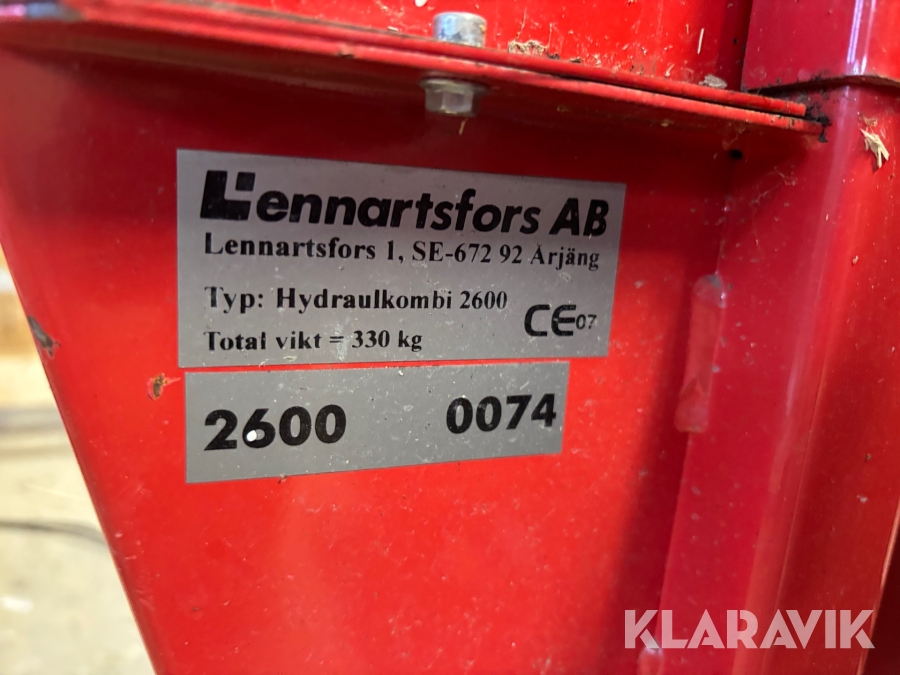 Lennartsfors AB
Lennartsfors 1, SE-672 92 Årjäng
Typ: Hydraulkombi 2600
CE07
Total vikt = 330 kg
2600 0074
KLARAVIK